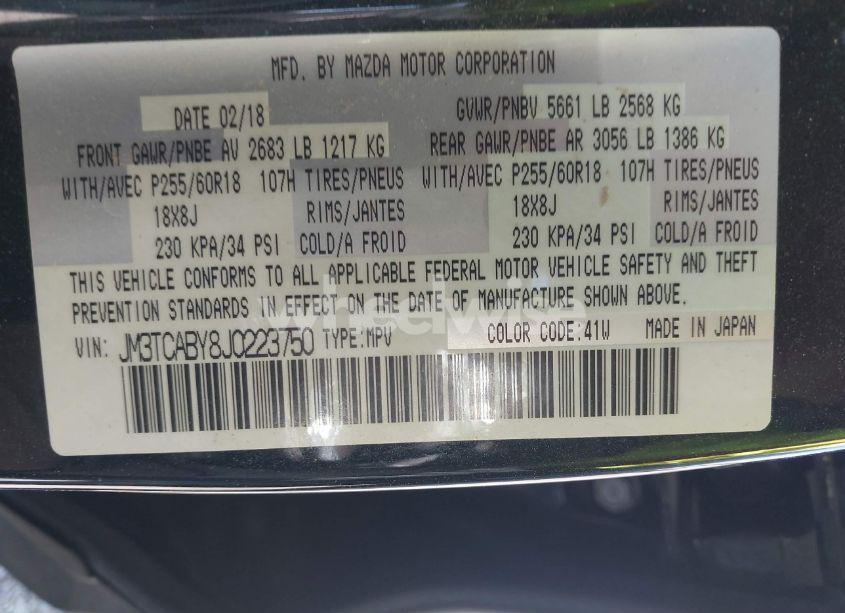 MFD. BY MAZDA MOTOR CORPORATION
DATE 02/18 GVWR/PNBV 5661 LB 2568 KG
FRONT GAWR/PNBE AV 2683 LB 1217 KG REAR GAWR/PNBE AR 3056 LB 1386 KG
WITH/AVEC P255/60R18 107H TIRES/PNEUS WITH/AVEC P255/60R18 107H TIRES/PNEUS
18X8J RIMS/JANTES 18X8J RIMS/JANTES
230 KPA/34 PSI COLD/A FROID 230 KPA/34 PSI COLD/A FROID
THIS VEHICLE CONFORMS TO ALL APPLICABLE FEDERAL MOTOR VEHICLE SAFETY AND THEFT
PREVENTION STANDARDS IN EFFECT ON THE DATE OF MANUFACTURE SHOWN ABOVE.
wheelwise
VIN: JM3TCABY8J0223750 TYPE:MPV COLOR CODE:41W MADE IN JAPAN